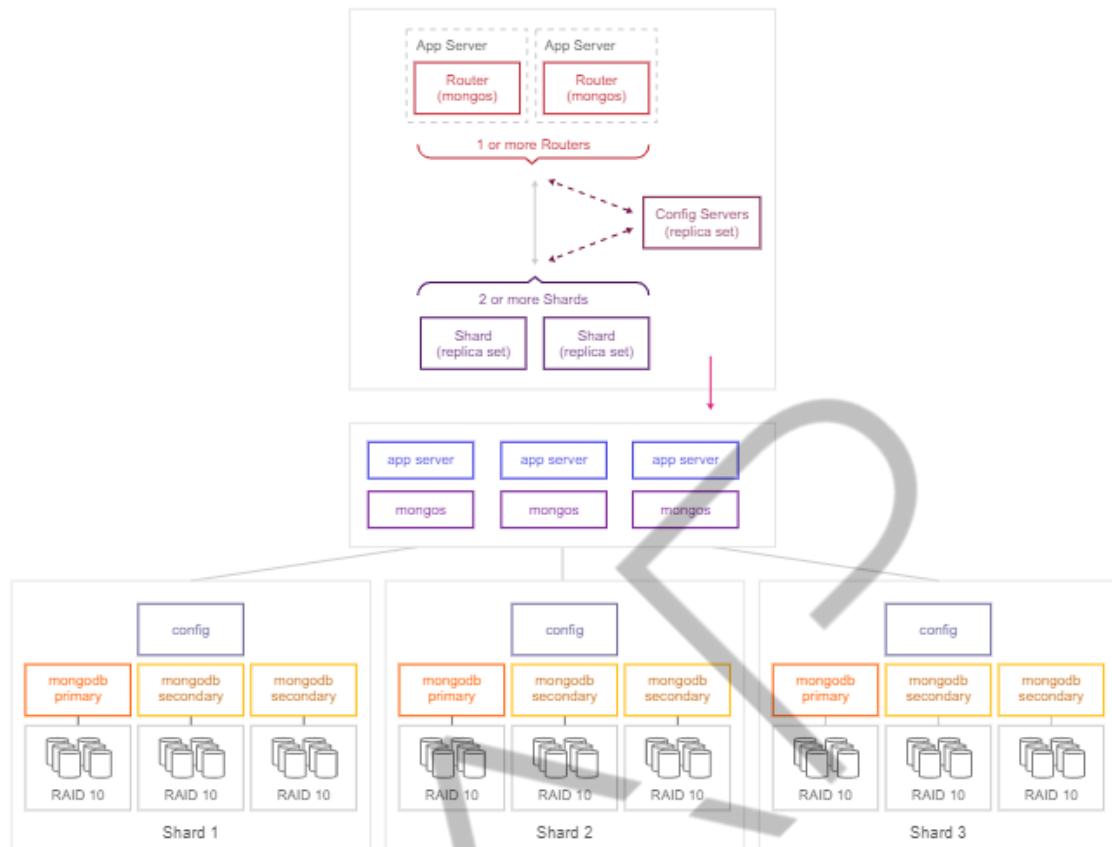 App Server App Server
Router Router
(mongos) (mongos)
1 or more Routers
Config Servers
(replica set)
2 or more Shards
Shard Shard
(replica set) (replica set)
app server app server app server
mongos mongos mongos
config config config
mongodb mongodb mongodb mongodb mongodb mongodb mongodb mongodb mongodb
primary secondary secondary primary secondary secondary primary secondary secondary
RAID 10 RAID 10 RAID 10 RAID 10 RAID 10 RAID 10 RAID 10 RAID 10 RAID 10
Shard 1 Shard 2 Shard 3